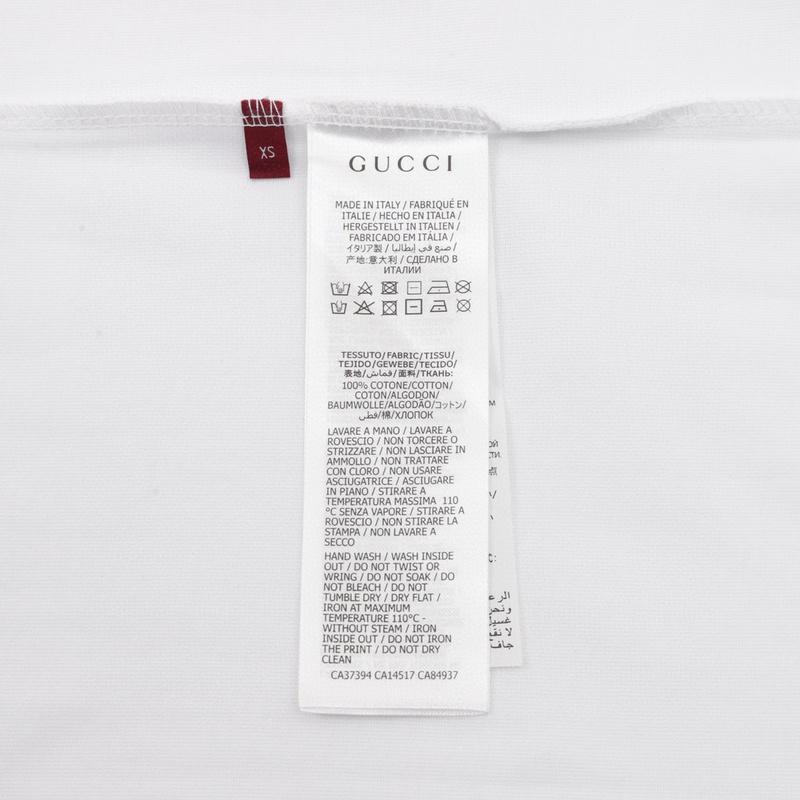 XS
GUCCI
MADE IN ITALY / FABRIQUÉ EN
ITALIE / HECHO EN ITALIA /
HERGESTELLT IN ITALIEN /
FABRICADO EM ITÁLIA /
イタリア製 / صنع في إيطاليا /
产地:意大利 / СДЕЛАНО В
ИТАЛИИ
TESSUTO/FABRIC/TISSU/
TEJIDO/GEWEBE/TECIDO/
表地/قماش/面料/ТКАНЬ:
100% COTONE/COTTON/
COTON/ALGODON/
BAUMWOLLE/ALGODÃO/コットン/
قطن/棉/ХЛОПОК
LAVARE A MANO / LAVARE A
ROVESCIO / NON TORCERE O
STRIZZARE / NON LASCIARE IN
AMMOLLO / NON TRATTARE
CON CLORO / NON USARE
ASCIUGATRICE / ASCIUGARE
IN PIANO / STIRARE A
TEMPERATURA MASSIMA 110
°C SENZA VAPORE / STIRARE A
ROVESCIO / NON STIRARE LA
STAMPA / NON LAVARE A
SECCO
HAND WASH / WASH INSIDE
OUT / DO NOT TWIST OR
WRING / DO NOT SOAK / DO
NOT BLEACH / DO NOT
TUMBLE DRY / DRY FLAT /
IRON AT MAXIMUM
TEMPERATURE 110°C -
WITHOUT STEAM / IRON
INSIDE OUT / DO NOT IRON
THE PRINT / DO NOT DRY
CLEAN
CA37394 CA14517 CA84937